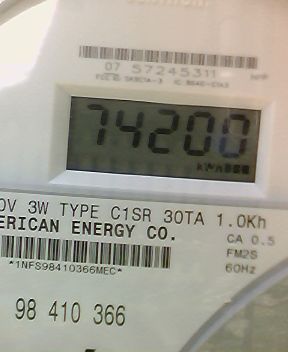 07 57245311
74200
kWh
0V 3W TYPE C1SR 30TA 1.0Kh
ERICAN ENERGY CO.
CA 0.5
FM2S
60Hz
*1NFS98410366MEC*
98 410 366